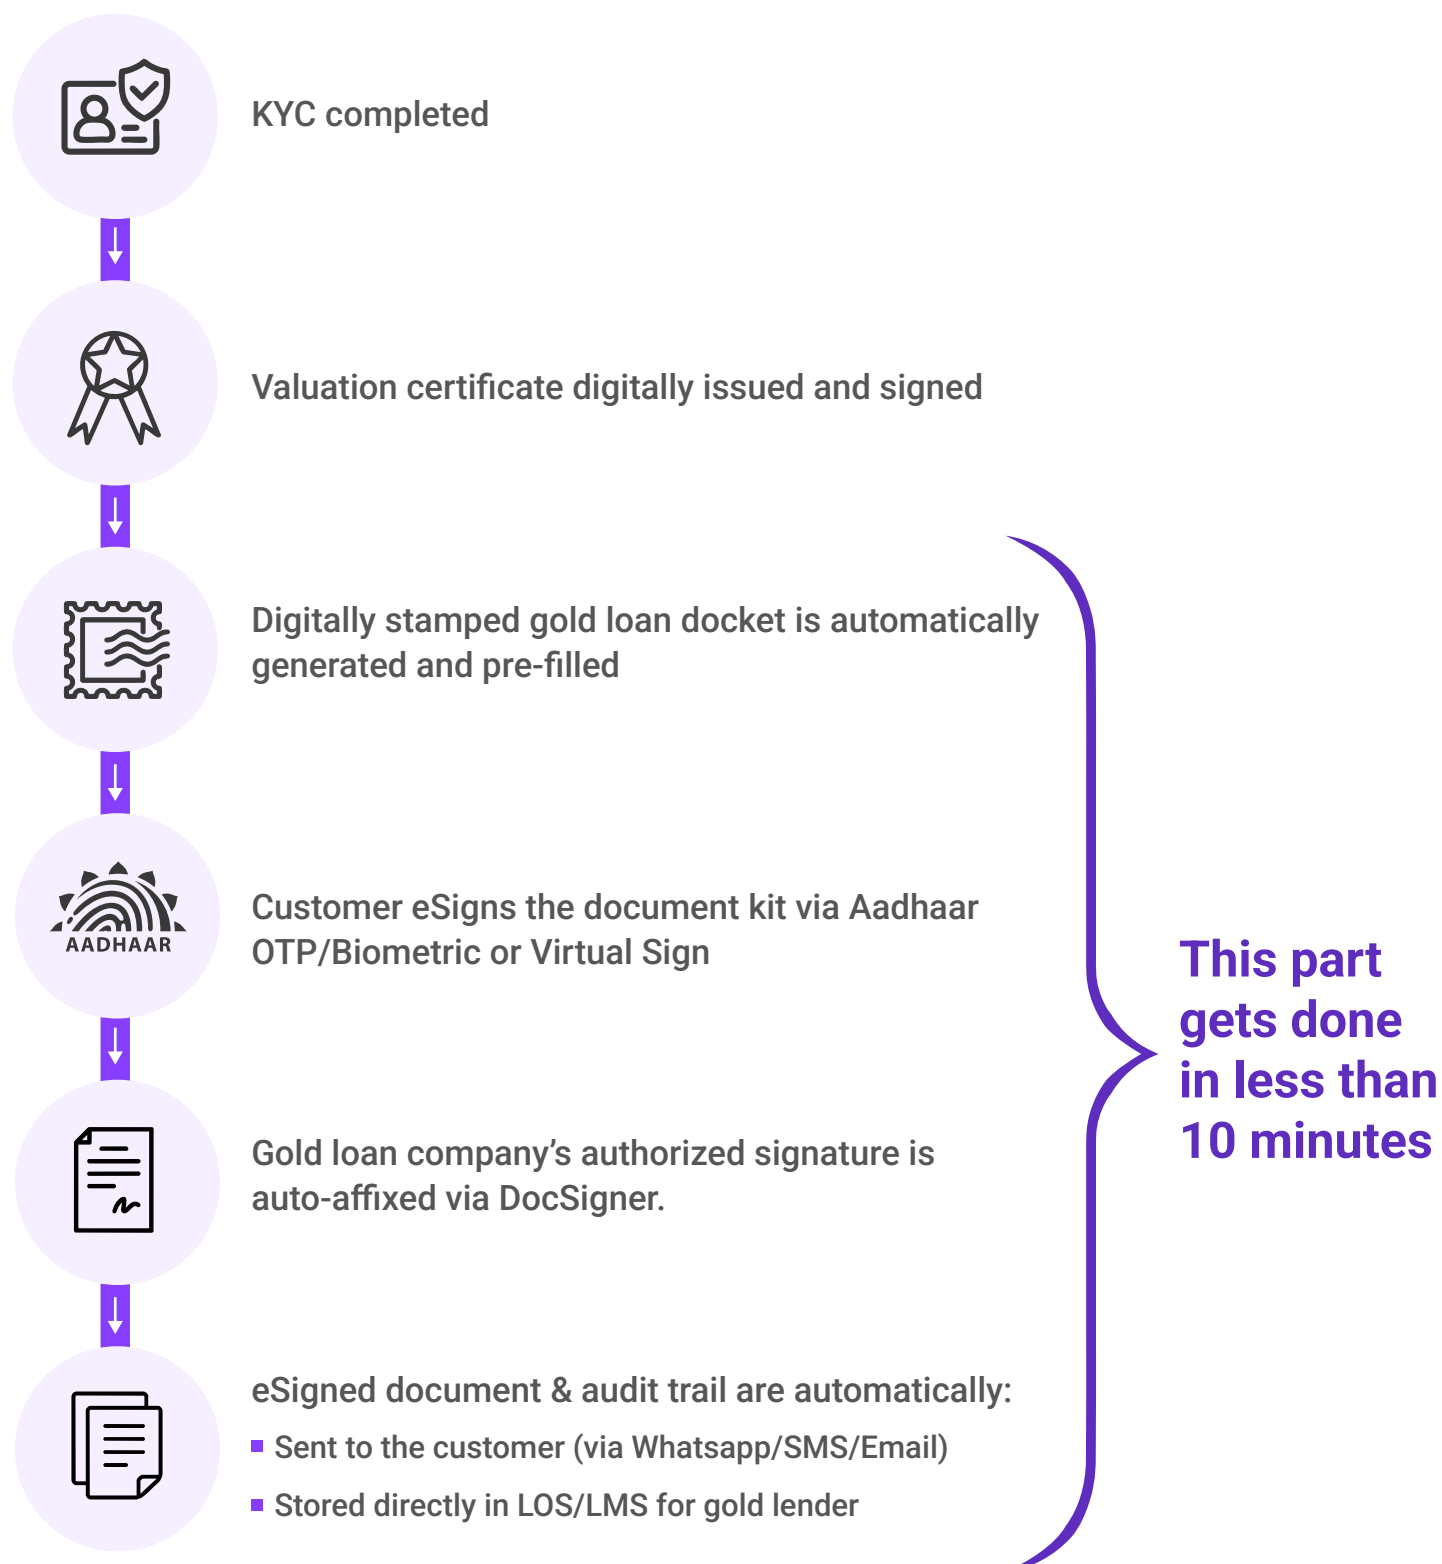 KYC completed
Valuation certificate digitally issued and signed
Digitally stamped gold loan docket is automatically
generated and pre-filled
AADHAAR
Customer eSigns the document kit via Aadhaar
OTP/Biometric or Virtual Sign
Gold loan company’s authorized signature is
auto-affixed via DocSigner.
eSigned document & audit trail are automatically:
Sent to the customer (via Whatsapp/SMS/Email)
Stored directly in LOS/LMS for gold lender
This part
gets done
in less than
10 minutes